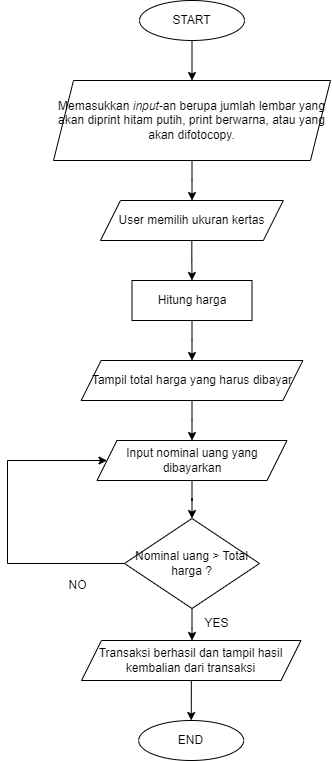 START
Memasukkan input-an berupa jumlah lembar yang
akan diprint hitam putih, print berwarna, atau yang
akan difotocopy.
User memilih ukuran kertas
Hitung harga
Tampil total harga yang harus dibayar
Input nominal uang yang
dibayarkan
Nominal uang > Total
harga ?
NO
YES
Transaksi berhasil dan tampil hasil
kembalian dari transaksi
END